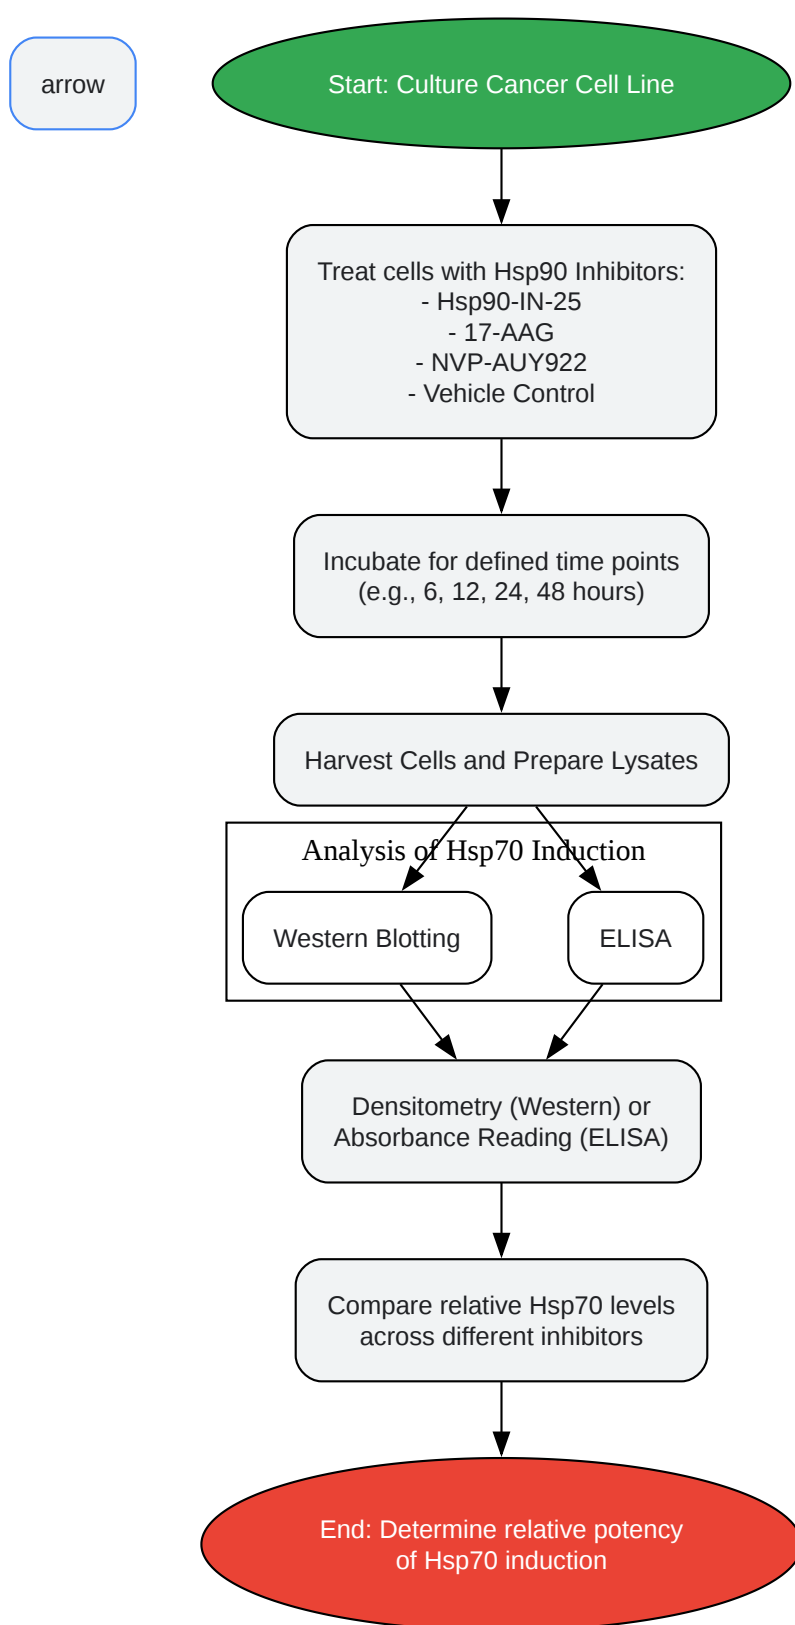 arrow
Start: Culture Cancer Cell Line
Treat cells with Hsp90 Inhibitors:
- Hsp90-IN-25
- 17-AAG
- NVP-AUY922
- Vehicle Control
Incubate for defined time points
(e.g., 6, 12, 24, 48 hours)
Harvest Cells and Prepare Lysates
Analysis of Hsp70 Induction
Western Blotting
ELISA
Densitometry (Western) or
Absorbance Reading (ELISA)
Compare relative Hsp70 levels
across different inhibitors
End: Determine relative potency
of Hsp70 induction